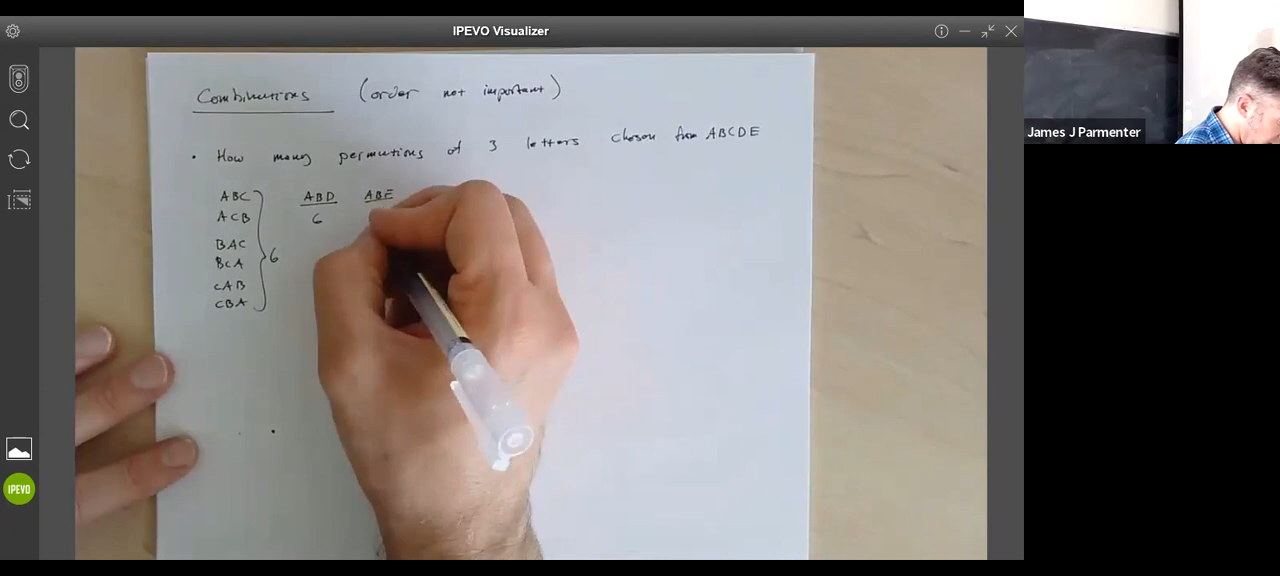 IPEVO Visualizer
James J Parmenter
Combinations (order not important)
• How many permutions of 3 letters chosen from ABCDE
ABC ABD ABE
ACB 6
BAC
BCA 6
CAB
CBA
IPEVO